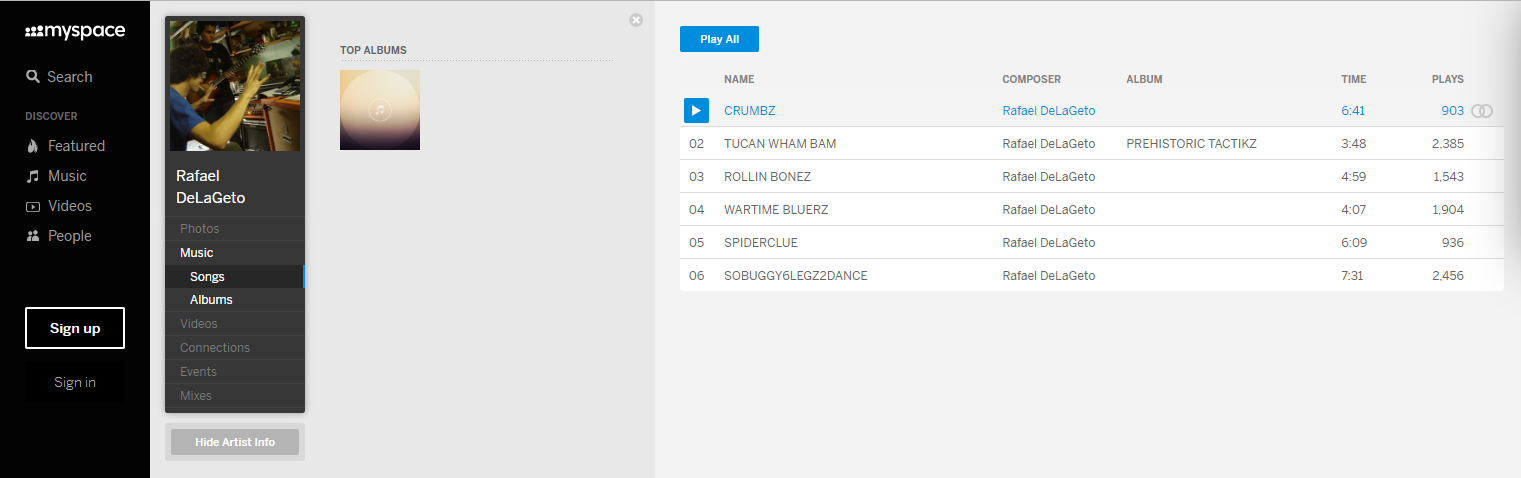 myspace
Search
DISCOVER
Featured
Music
Videos
People
Sign up
Sign in
Rafael
DeLaGeto
Photos
Music
Songs
Albums
Videos
Connections
Events
Mixes
Hide Artist Info
TOP ALBUMS
Play All
NAME COMPOSER ALBUM TIME PLAYS
CRUMBZ Rafael DeLaGeto 6:41 903
02 TUCAN WHAM BAM Rafael DeLaGeto PREHISTORIC TACTIKZ 3:48 2,385
03 ROLLIN BONEZ Rafael DeLaGeto 4:59 1,543
04 WARTIME BLUERZ Rafael DeLaGeto 4:07 1,904
05 SPIDERCLUE Rafael DeLaGeto 6:09 936
06 SOBUGGY6LEGZ2DANCE Rafael DeLaGeto 7:31 2,456